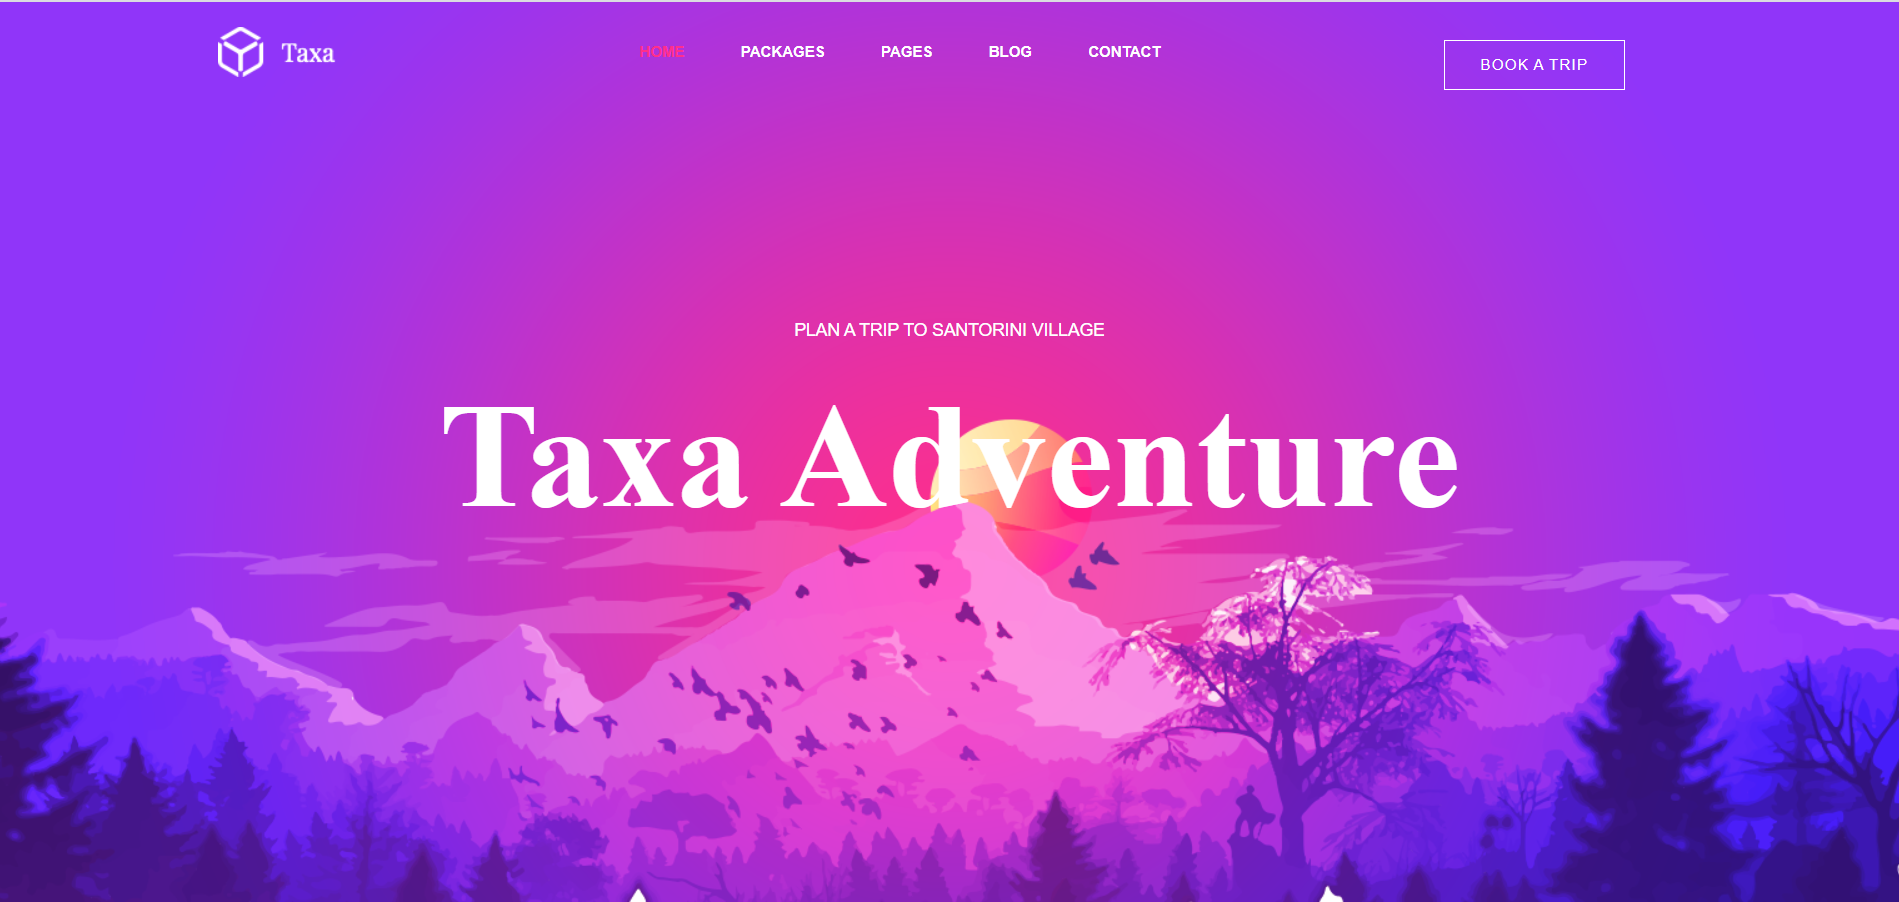 Taxa
HOME PACKAGES PAGES BLOG CONTACT
BOOK A TRIP
PLAN A TRIP TO SANTORINI VILLAGE
Taxa Adventure